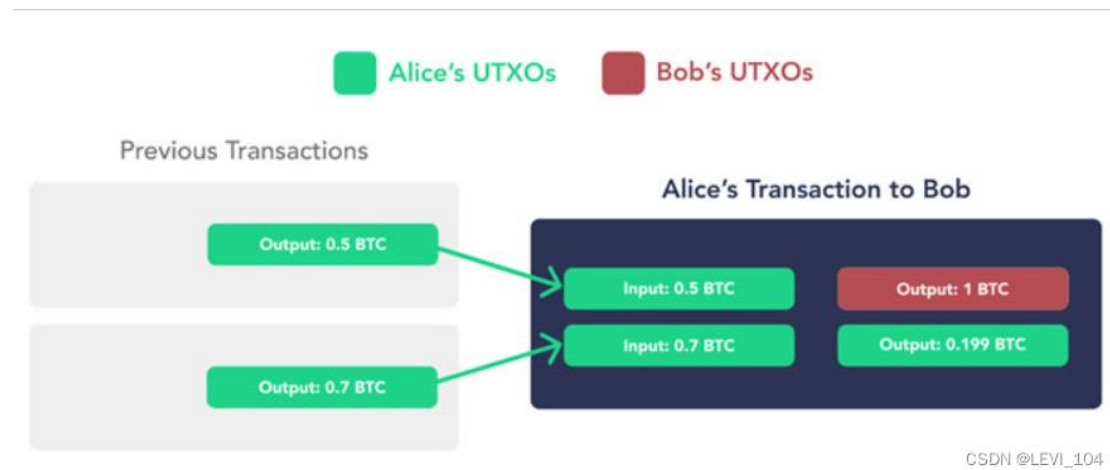 Alice's UTXOs
Bob's UTXOs
Previous Transactions
Alice's Transaction to Bob
Output: 0.5 BTC
Input: 0.5 BTC
Output: 1 BTC
Input: 0.7 BTC
Output: 0.199 BTC
Output: 0.7 BTC
CSDN @LEVI_104